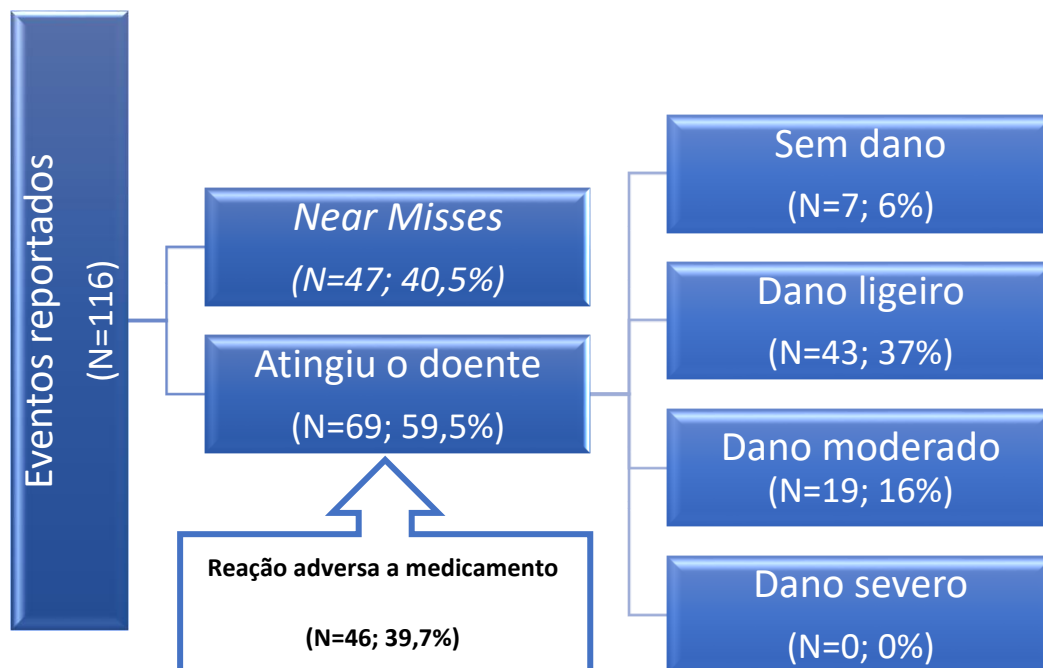 Eventos reportados
(N=116)
Near Misses
(N=47; 40,5%)
Atingiu o doente
(N=69; 59,5%)
Reação adversa a medicamento
(N=46; 39,7%)
Sem dano
(N=7; 6%)
Dano ligeiro
(N=43; 37%)
Dano moderado
(N=19; 16%)
Dano severo
(N=0; 0%)